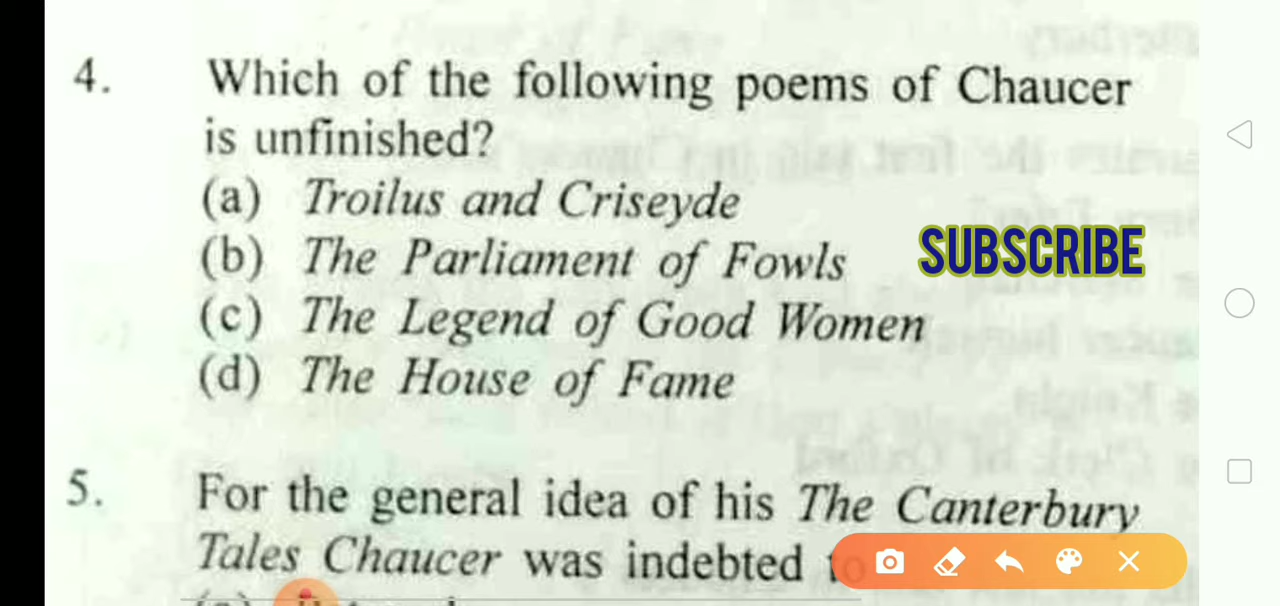 4. Which of the following poems of Chaucer
is unfinished?
(a) Troilus and Criseyde
(b) The Parliament of Fowls
SUBSCRIBE
(c) The Legend of Good Women
(d) The House of Fame
5. For the general idea of his The Canterbury
Tales Chaucer was indebted